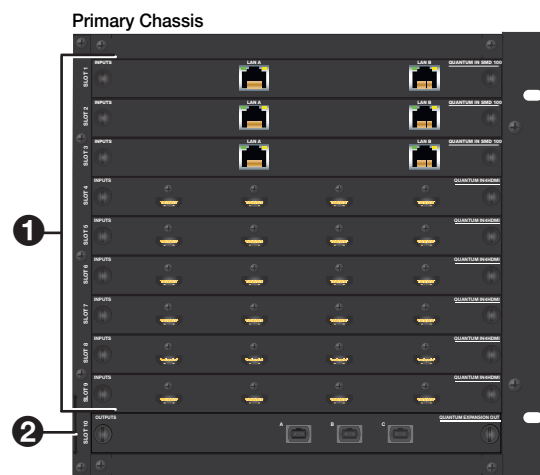 Primary Chassis
SLOT 1 INPUTS LAN A LAN B QUANTUM IN SMD 100
SLOT 2 INPUTS LAN A LAN B QUANTUM IN SMD 100
SLOT 3 INPUTS LAN A LAN B QUANTUM IN SMD 100
SLOT 4 INPUTS QUANTUM IN4HDMI
1
SLOT 5 INPUTS QUANTUM IN4HDMI
SLOT 6 INPUTS QUANTUM IN4HDMI
SLOT 7 INPUTS QUANTUM IN4HDMI
SLOT 8 INPUTS QUANTUM IN4HDMI
SLOT 9 INPUTS QUANTUM IN4HDMI
2
SLOT 10 OUTPUTS A B C QUANTUM EXPANSION OUT